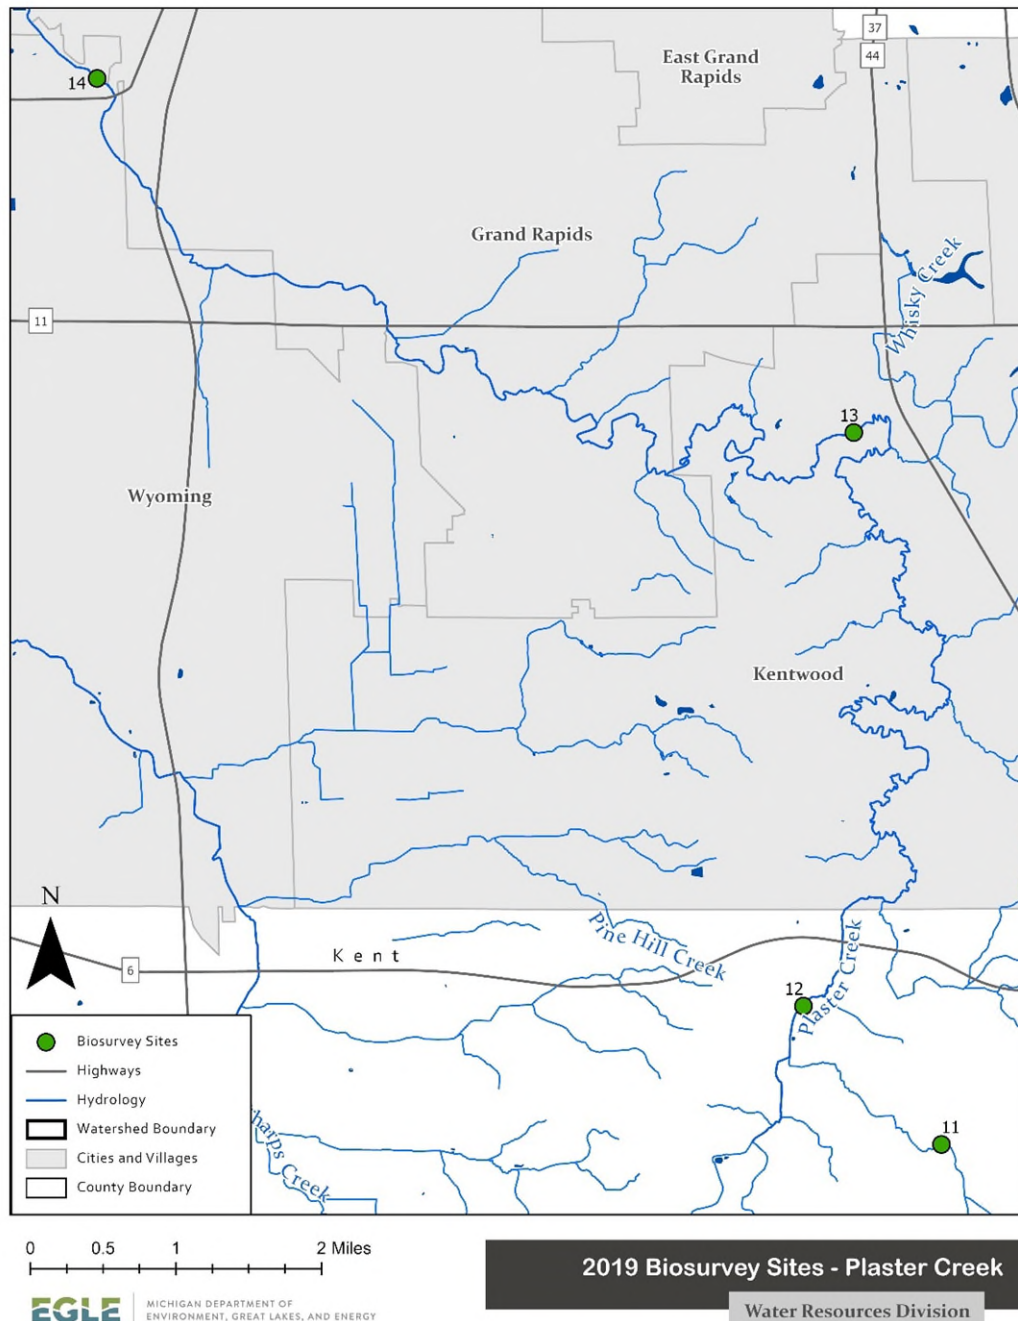 37
44
East Grand
Rapids
14
Grand Rapids
Whisky Creek
11
13
Wyoming
Kentwood
N
Pine Hill Creek
Kent
6
Plaster Creek
12
11
harps Creek
Biosurvey Sites
Highways
Hydrology
Watershed Boundary
Cities and Villages
County Boundary
0 0.5 1 2 Miles
2019 Biosurvey Sites - Plaster Creek
Water Resources Division
EGLE
MICHIGAN DEPARTMENT OF
ENVIRONMENT, GREAT LAKES, AND ENERGY